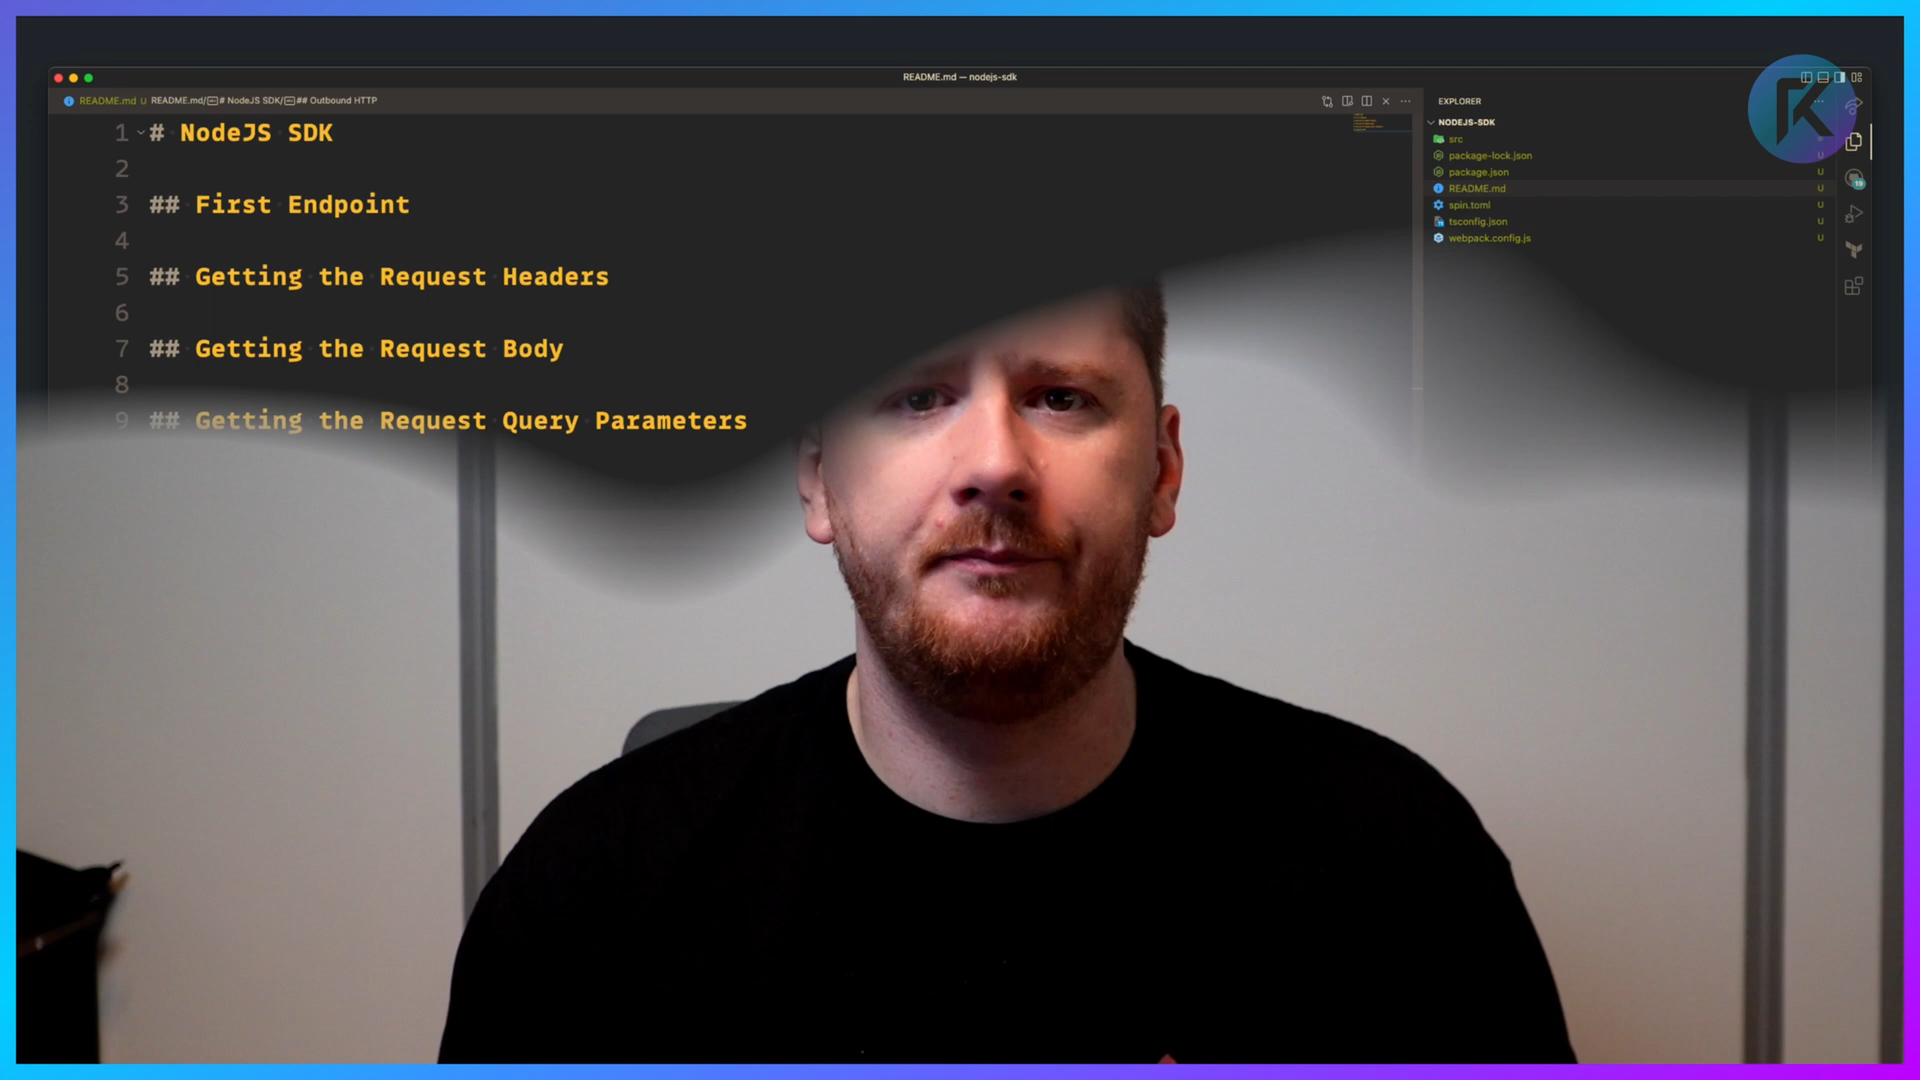 README.md — nodejs-sdk
README.md U README.md/# NodeJS SDK/## Outbound HTTP
1 # NodeJS SDK
2
3 ## First Endpoint
4
5 ## Getting the Request Headers
6
7 ## Getting the Request Body
8
9 ## Getting the Request Query Parameters
EXPLORER
NODEJS-SDK
src
package-lock.json U
package.json U
README.md U
spin.toml U
tsconfig.json U
webpack.config.js U
19
K